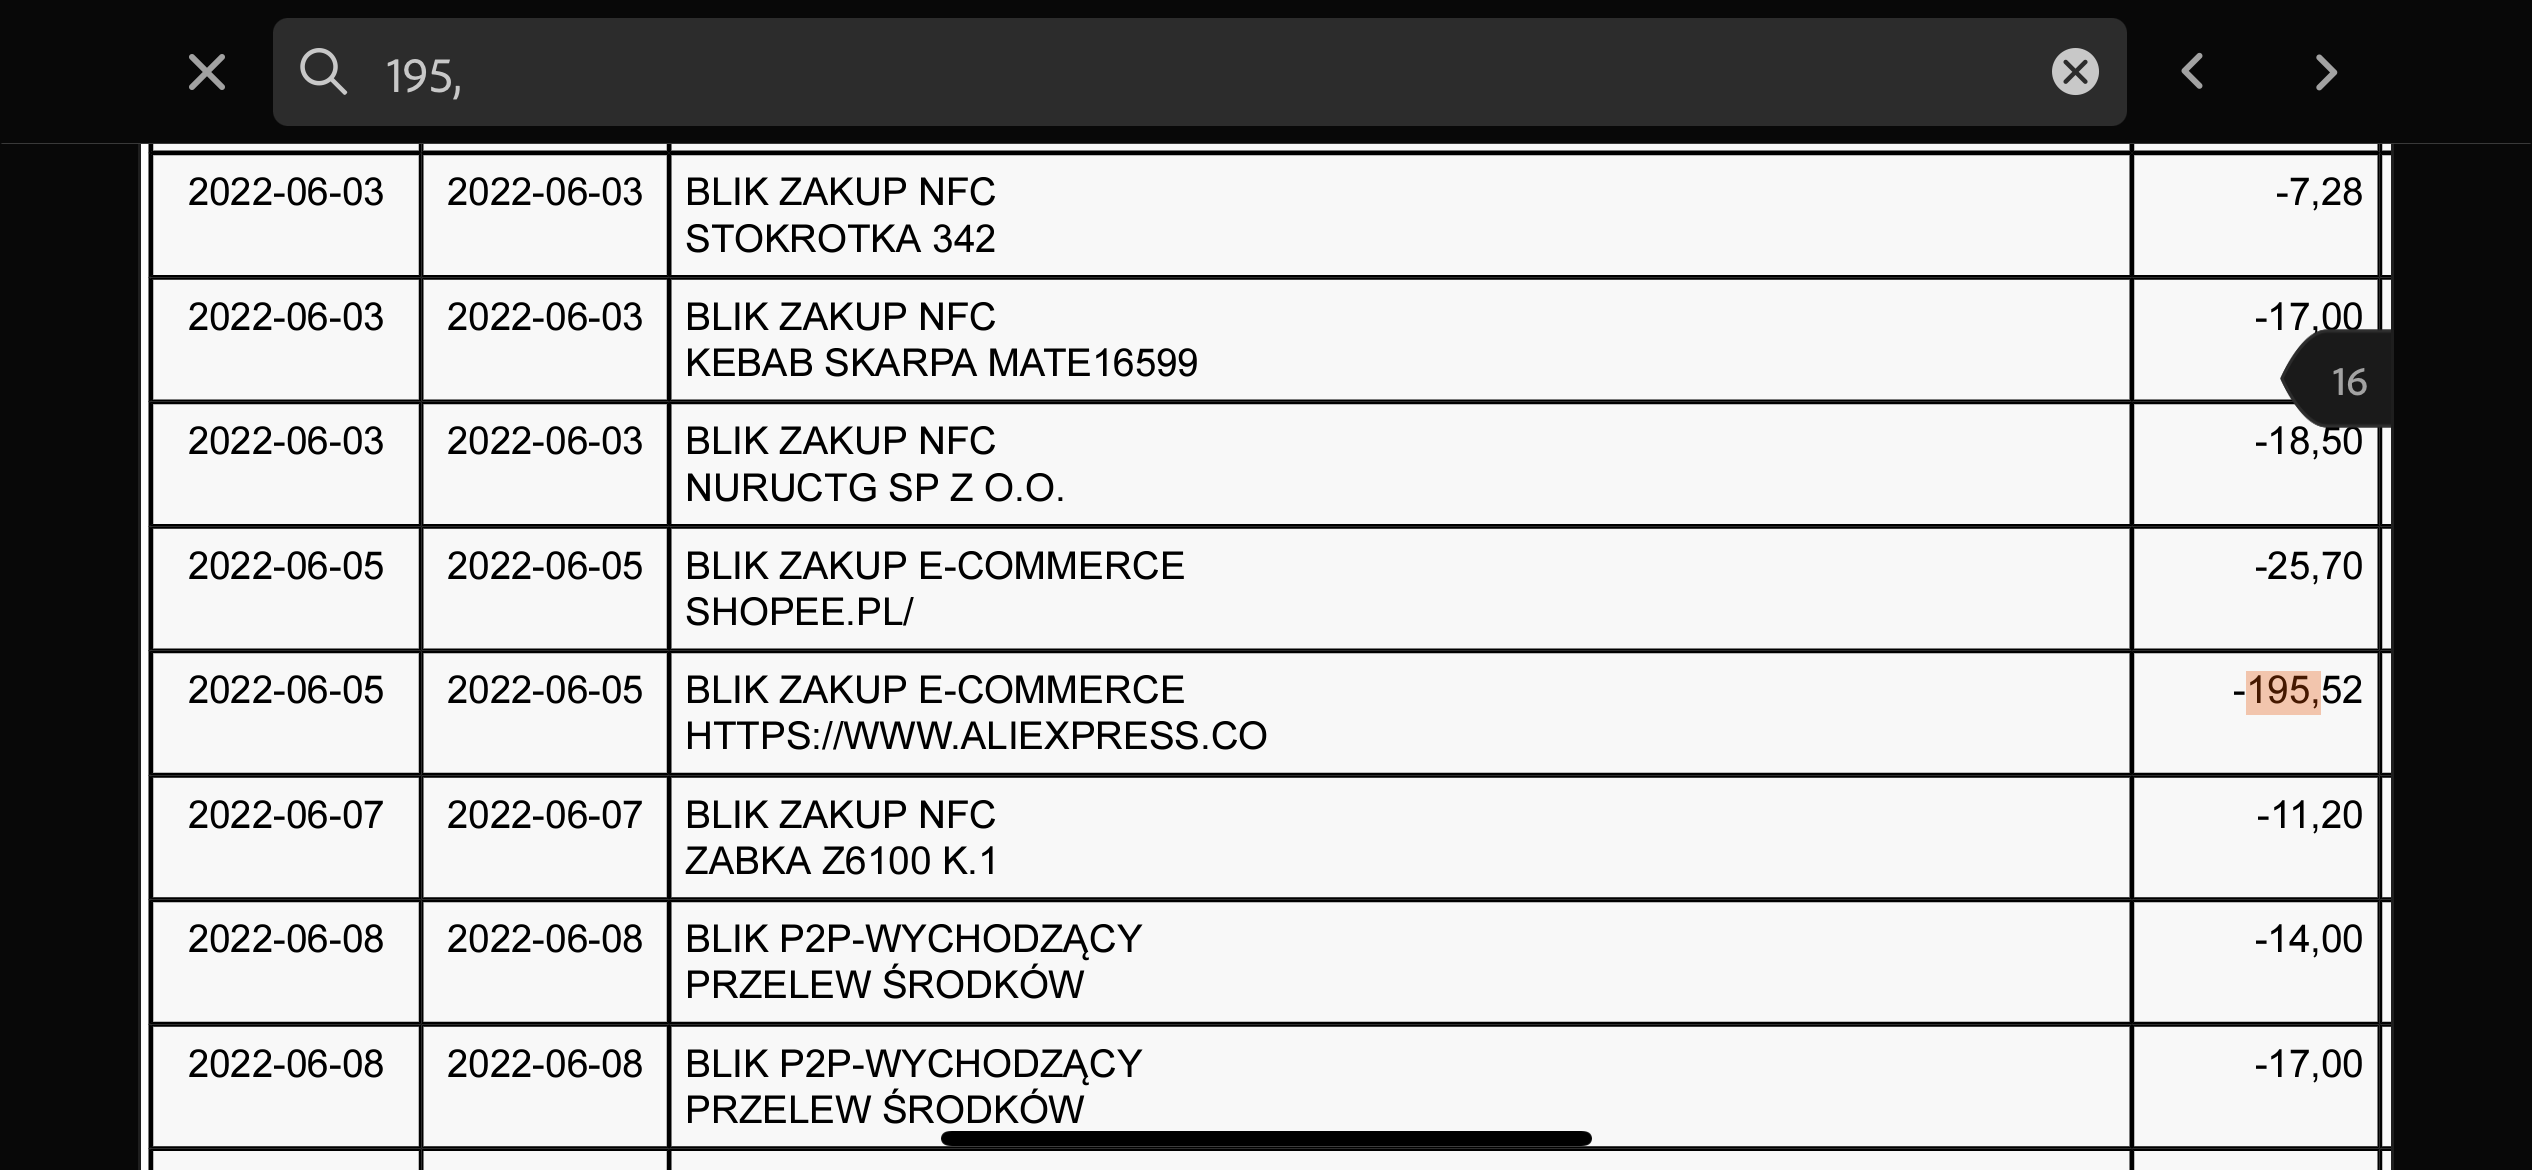 195,
2022-06-03 2022-06-03 BLIK ZAKUP NFC -7,28
STOKROTKA 342
2022-06-03 2022-06-03 BLIK ZAKUP NFC -17,00
KEBAB SKARPA MATE16599
16
2022-06-03 2022-06-03 BLIK ZAKUP NFC -18,50
NURUCTG SP Z O.O.
2022-06-05 2022-06-05 BLIK ZAKUP E-COMMERCE -25,70
SHOPEE.PL/
2022-06-05 2022-06-05 BLIK ZAKUP E-COMMERCE -195,52
HTTPS://WWW.ALIEXPRESS.CO
2022-06-07 2022-06-07 BLIK ZAKUP NFC -11,20
ZABKA Z6100 K.1
2022-06-08 2022-06-08 BLIK P2P-WYCHODZĄCY -14,00
PRZELEW ŚRODKÓW
2022-06-08 2022-06-08 BLIK P2P-WYCHODZĄCY -17,00
PRZELEW ŚRODKÓW